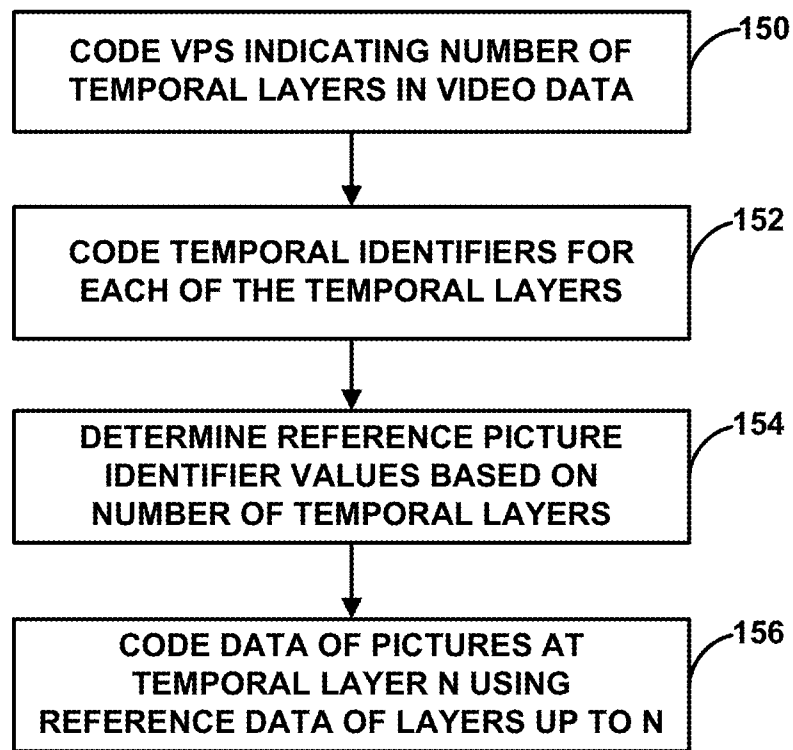 CODE VPS INDICATING NUMBER OF
TEMPORAL LAYERS IN VIDEO DATA
150
CODE TEMPORAL IDENTIFIERS FOR
EACH OF THE TEMPORAL LAYERS
152
DETERMINE REFERENCE PICTURE
IDENTIFIER VALUES BASED ON
NUMBER OF TEMPORAL LAYERS
154
CODE DATA OF PICTURES AT
TEMPORAL LAYER N USING
REFERENCE DATA OF LAYERS UP TO N
156